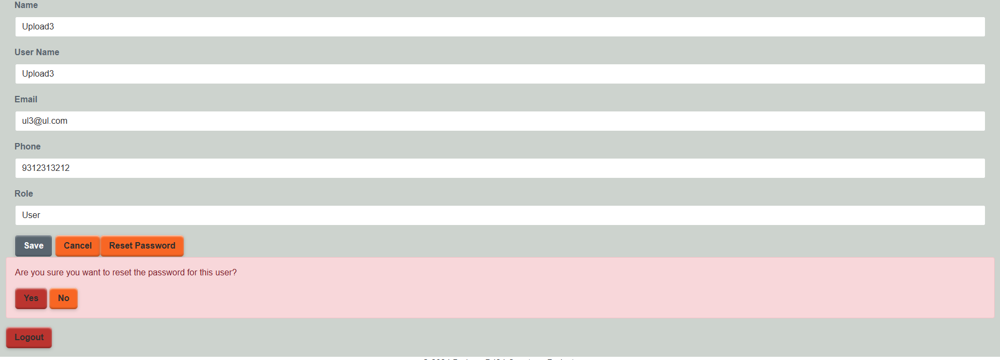 Name
Upload3
User Name
Upload3
Email
ul3@ul.com
Phone
9312313212
Role
User
Save Cancel Reset Password
Are you sure you want to reset the password for this user?
Yes No
Logout